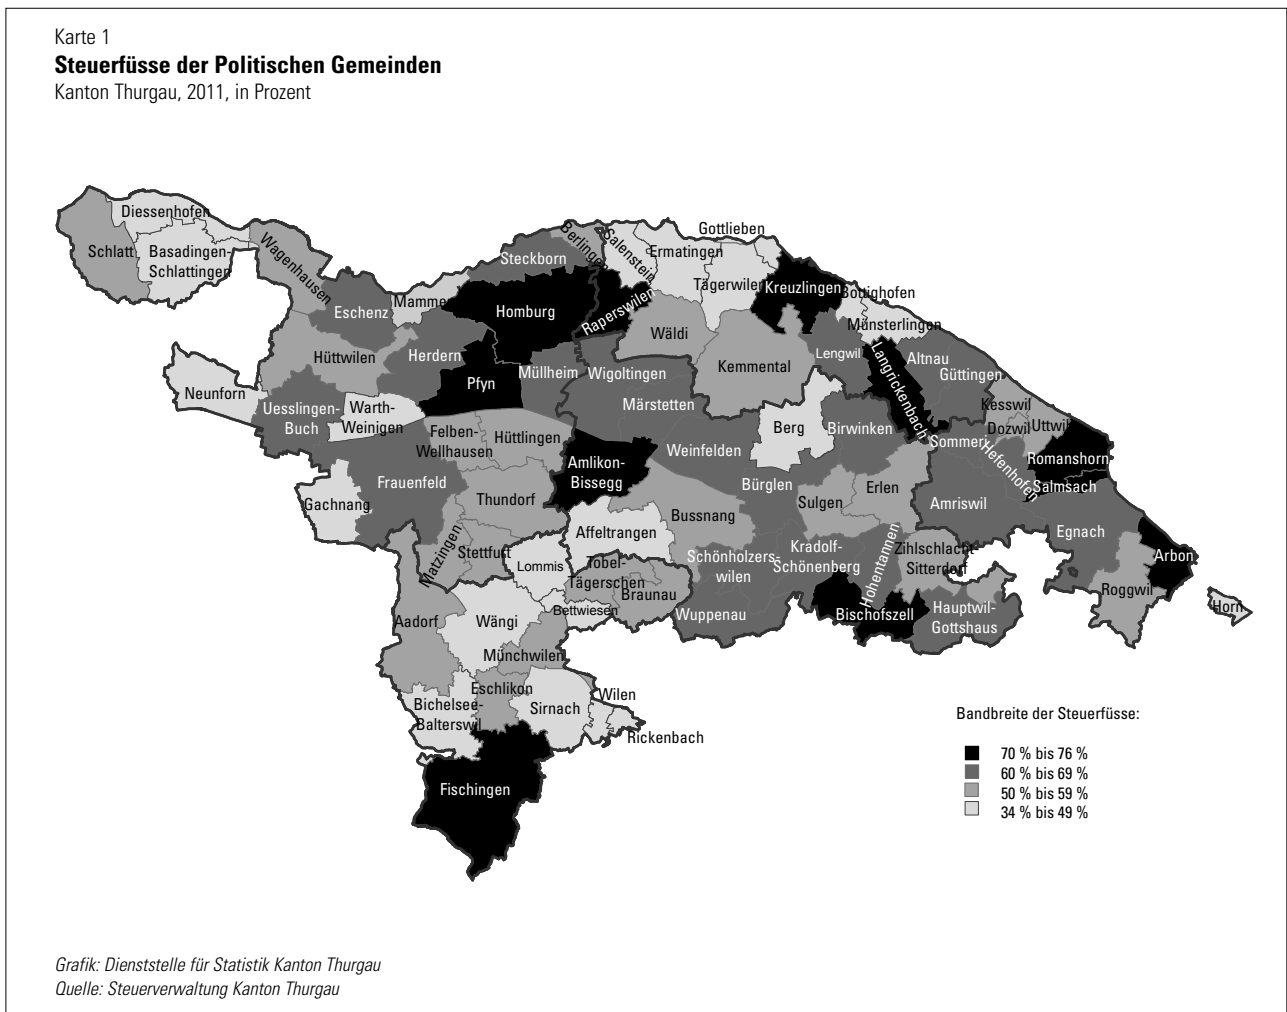 Karte 1
Steuerfüsse der Politischen Gemeinden
Kanton Thurgau, 2011, in Prozent
Diessenhofen
Schlatt
Basadingen-
Schlattingen
Wagenhausen
Eschenz
Mamme
Steckborn
Berlingen
Salenstein
Ermatingen
Gottlieben
Tägerwilen
Kreuzlingen
Bottighofen
Münsterlingen
Homburg
Raperswilen
Wäldi
Kemmental
Lengwil
Langrickenbach
Altnau
Güttingen
Kesswil
Dozwil
Uttwil
Hüttwilen
Herdern
Pfyn
Müllheim
Wigoltingen
Märstetten
Neunforn
Uesslingen-
Buch
Warth-
Weinigen
Felben-
Wellhausen
Hüttlingen
Berg
Birwinken
Sommeri
Hefenhofen
Romanshorn
Salmsach
Gachnang
Frauenfeld
Thundorf
Amlikon-
Bissegg
Weinfelden
Bürglen
Sulgen
Erlen
Amriswil
Egnach
Arbon
Roggwil
Horn
Matzingen
Stettfurt
Lommis
Affeltrangen
Bussnang
Schönholzers-
wilen
Kradolf-
Schönenberg
Hohentannen
Zihlschlacht-
Sitterdorf
Tobel-
Tägerschen
Braunau
Bettwiesen
Wuppenau
Bischofszell
Hauptwil-
Gottshaus
Aadorf
Wängi
Münchwilen
Eschlikon
Bichelsee-
Balterswil
Sirnach
Wilen
Rickenbach
Fischingen
Bandbreite der Steuerfüsse:
70 % bis 76 %
60 % bis 69 %
50 % bis 59 %
34 % bis 49 %
Grafik: Dienststelle für Statistik Kanton Thurgau
Quelle: Steuerverwaltung Kanton Thurgau